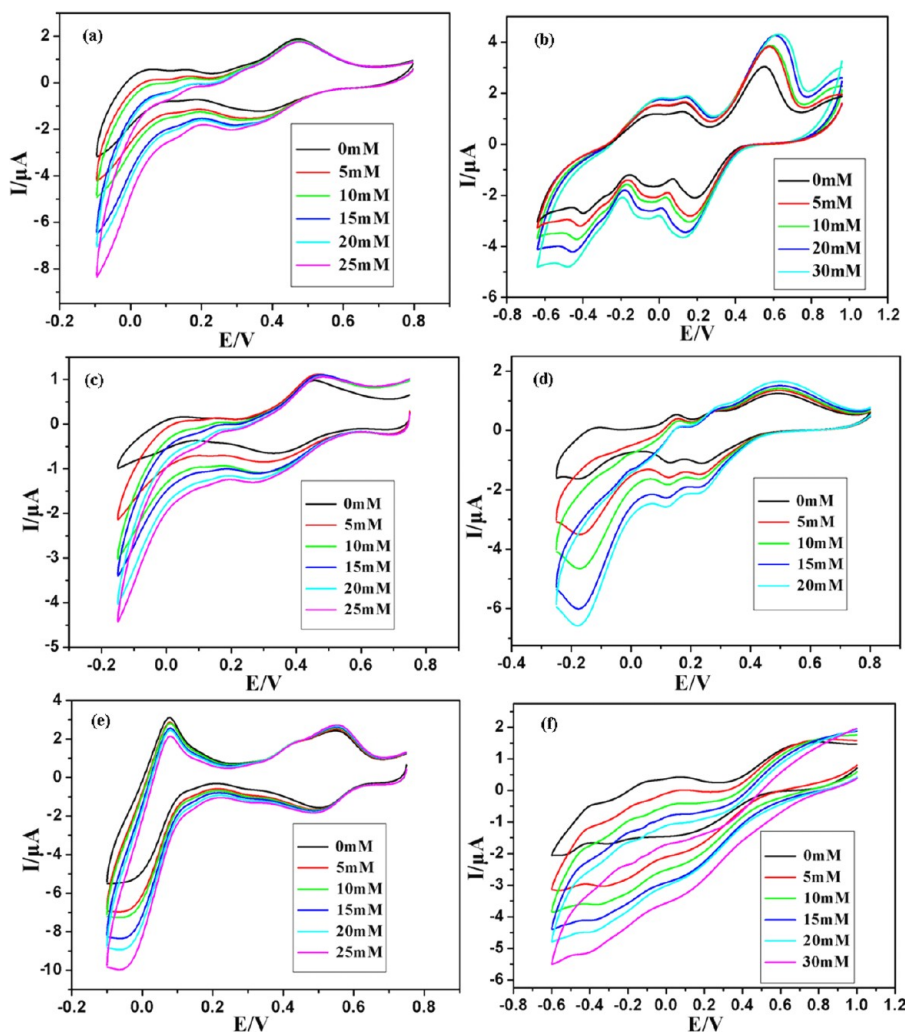 (a)
2
0
-2
-4
-6
-8
I/μA
0mM
5mM
10mM
15mM
20mM
25mM
0.0
0.2
0.4
0.6
0.8
E/V
(b)
4
2
0
-2
-4
-6
I/μA
0mM
5mM
10mM
20mM
30mM
-0.8 -0.6 -0.4 -0.2 0.0 0.2 0.4 0.6 0.8 1.0 1.2
E/V
(c)
1
0
-1
-2
-3
-4
-5
I/μA
0mM
5mM
10mM
15mM
20mM
25mM
-0.2 0.0 0.2 0.4 0.6 0.8
E/V
(d)
2
0
-2
-4
-6
I/μA
0mM
5mM
10mM
15mM
20mM
-0.4 -0.2 0.0 0.2 0.4 0.6 0.8
E/V
(e)
4
2
0
-2
-4
-6
-8
-10
I/μA
0mM
5mM
10mM
15mM
20mM
25mM
0.0 0.2 0.4 0.6 0.8
E/V
(f)
2
1
0
-1
-2
-3
-4
-5
-6
I/μA
0mM
5mM
10mM
15mM
20mM
30mM
-0.8 -0.6 -0.4 -0.2 0.0 0.2 0.4 0.6 0.8 1.0
E/V